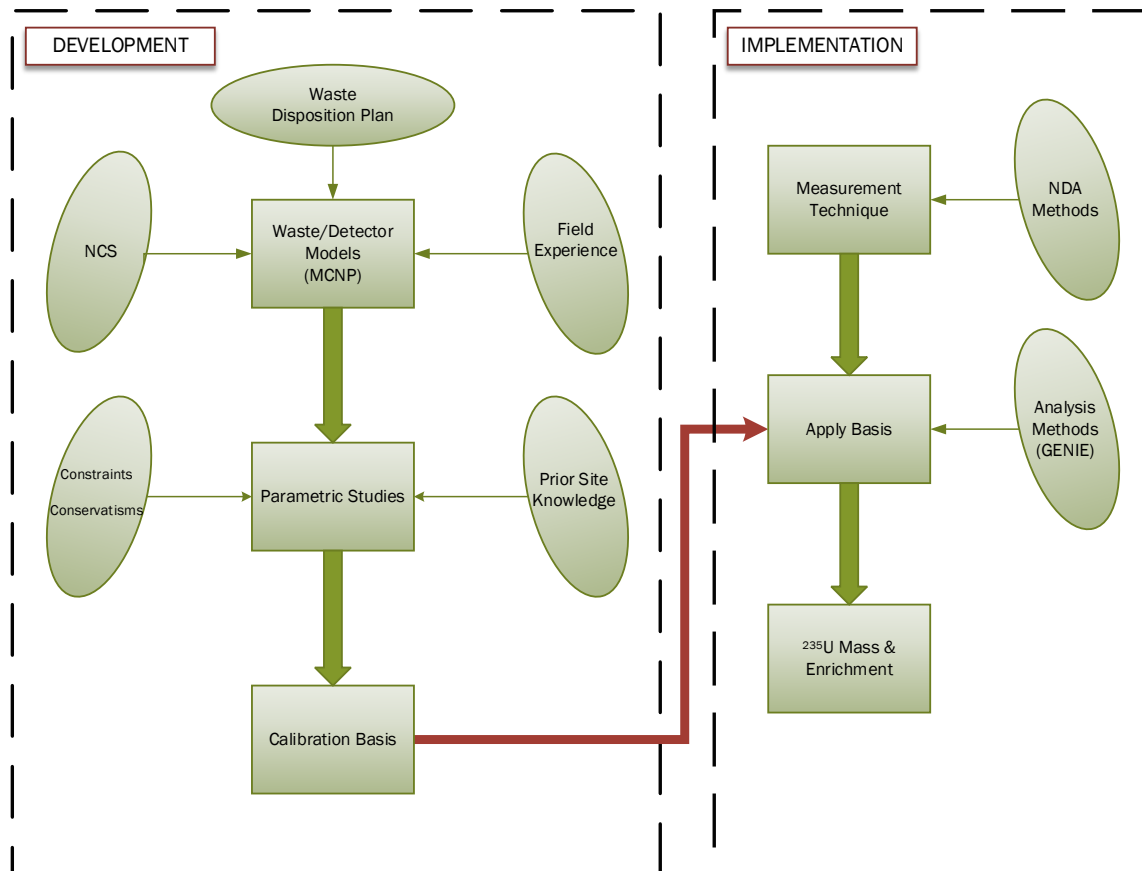 DEVELOPMENT
Waste
Disposition Plan
NCS
Waste/Detector
Models
(MCNP)
Field
Experience
Constraints
Conservatisms
Parametric Studies
Prior Site
Knowledge
Calibration Basis
IMPLEMENTATION
Measurement
Technique
NDA
Methods
Apply Basis
Analysis
Methods
(GENIE)
²³⁵U Mass &
Enrichment